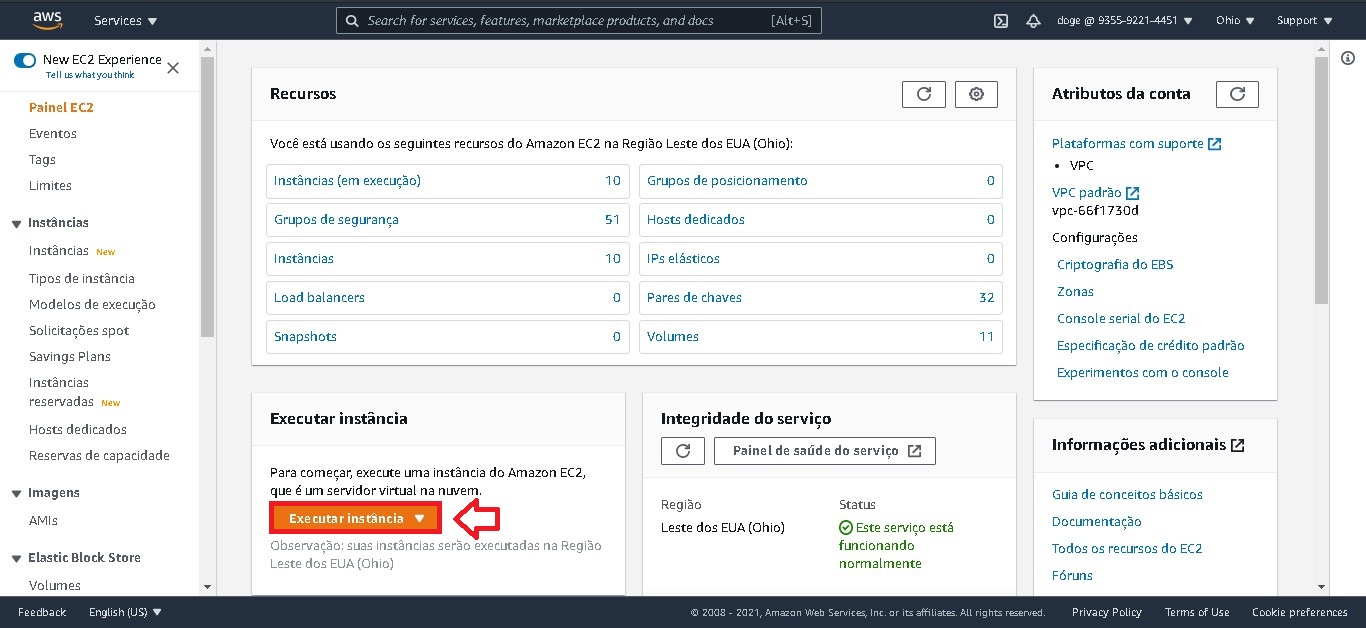 aws
Services
Search for services, features, marketplace products, and docs [Alt+S]
doge @ 9355-9221-4451
Ohio
Support
New EC2 Experience
Tell us what you think
Painel EC2
Eventos
Tags
Limites
Instâncias
Instâncias New
Tipos de instância
Modelos de execução
Solicitações spot
Savings Plans
Instâncias
reservadas New
Hosts dedicados
Reservas de capacidade
Imagens
AMIs
Elastic Block Store
Volumes
Recursos
Você está usando os seguintes recursos do Amazon EC2 na Região Leste dos EUA (Ohio):
Instâncias (em execução) 10
Grupos de posicionamento 0
Grupos de segurança 51
Hosts dedicados 0
Instâncias 10
IPs elásticos 0
Load balancers 0
Pares de chaves 32
Snapshots 0
Volumes 11
Executar instância
Para começar, execute uma instância do Amazon EC2,
que é um servidor virtual na nuvem.
Executar instância
Observação: suas instâncias serão executadas na Região
Leste dos EUA (Ohio)
Integridade do serviço
Painel de saúde do serviço
Região
Leste dos EUA (Ohio)
Status
Este serviço está
funcionando
normalmente
Atributos da conta
Plataformas com suporte
• VPC
VPC padrão
vpc-66f1730d
Configurações
Criptografia do EBS
Zonas
Console serial do EC2
Especificação de crédito padrão
Experimentos com o console
Informações adicionais
Guia de conceitos básicos
Documentação
Todos os recursos do EC2
Fóruns
Feedback
English (US)
© 2008 - 2021, Amazon Web Services, Inc. or its affiliates. All rights reserved.
Privacy Policy
Terms of Use
Cookie preferences